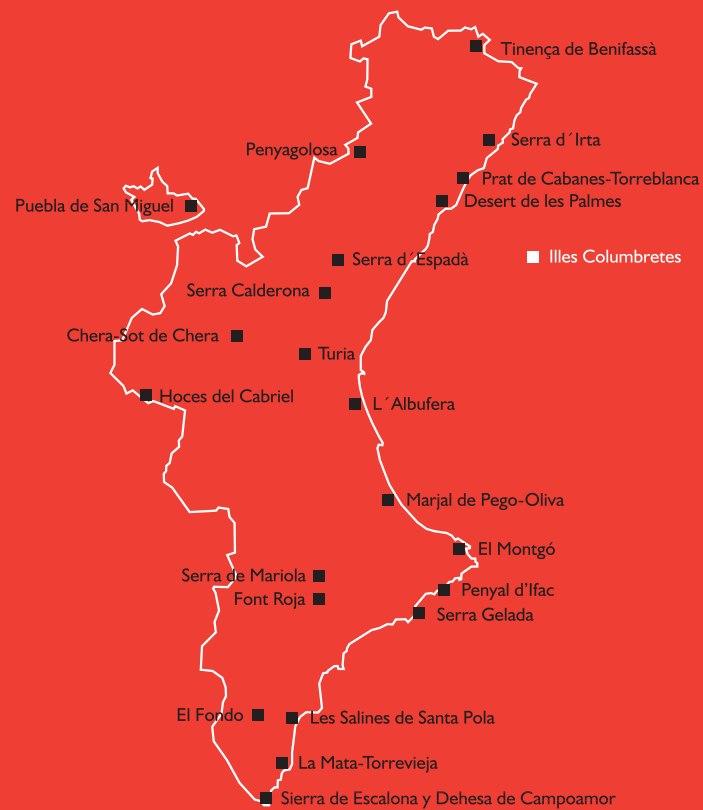 Tinença de Benifassà
Serra d´Irta
Penyagolosa
Prat de Cabanes-Torreblanca
Desert de les Palmes
Puebla de San Miguel
Illes Columbretes
Serra d´Espadà
Serra Calderona
Chera-Sot de Chera
Turia
Hoces del Cabriel
L´Albufera
Marjal de Pego-Oliva
El Montgó
Serra de Mariola
Penyal d'Ifac
Font Roja
Serra Gelada
El Fondo
Les Salines de Santa Pola
La Mata-Torrevieja
Sierra de Escalona y Dehesa de Campoamor